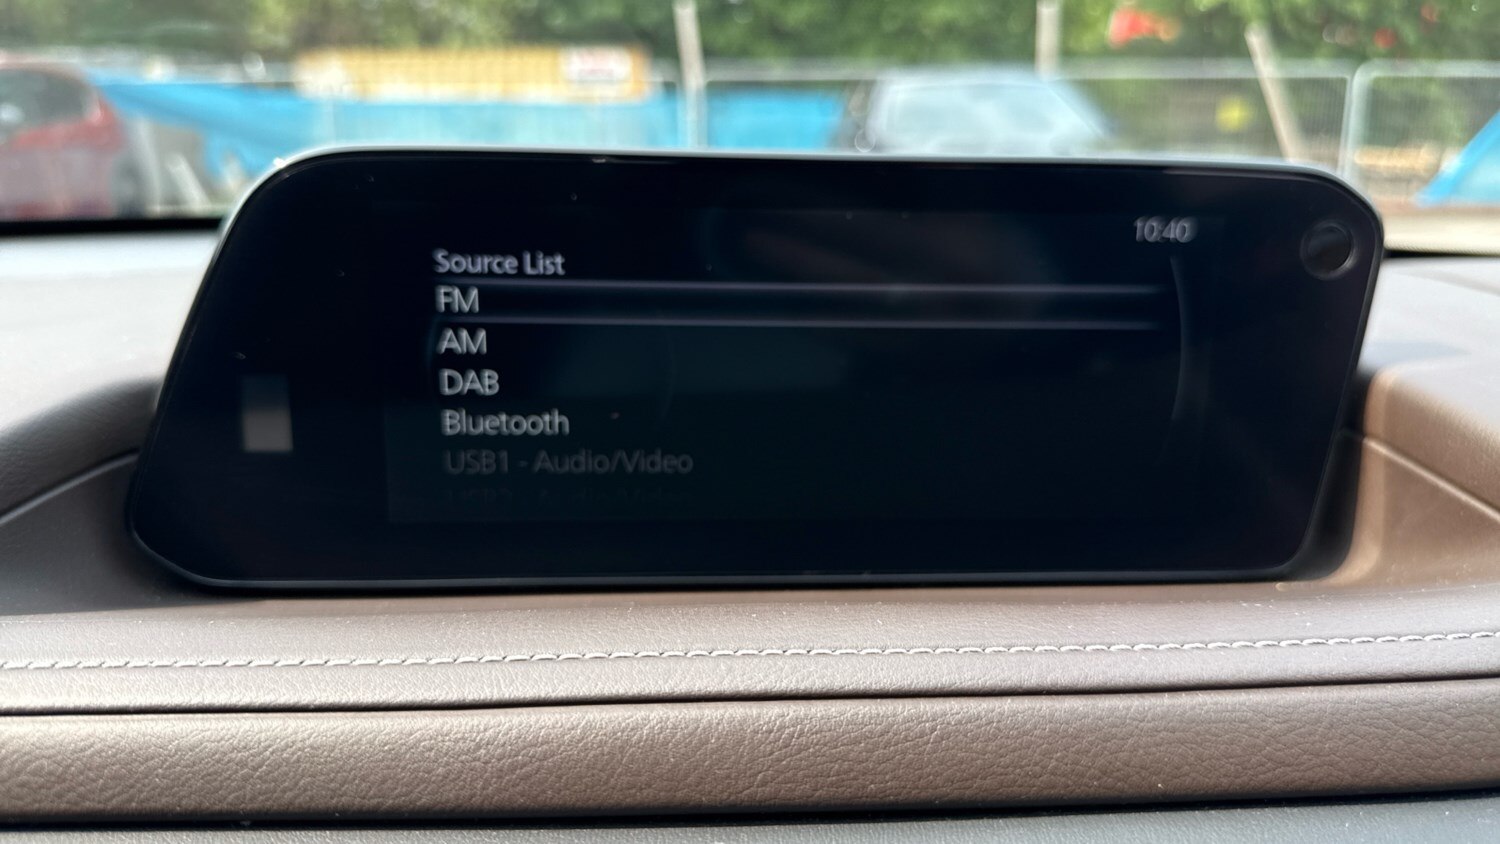 10:40
Source List
FM
AM
DAB
Bluetooth
USB1 - Audio/Video